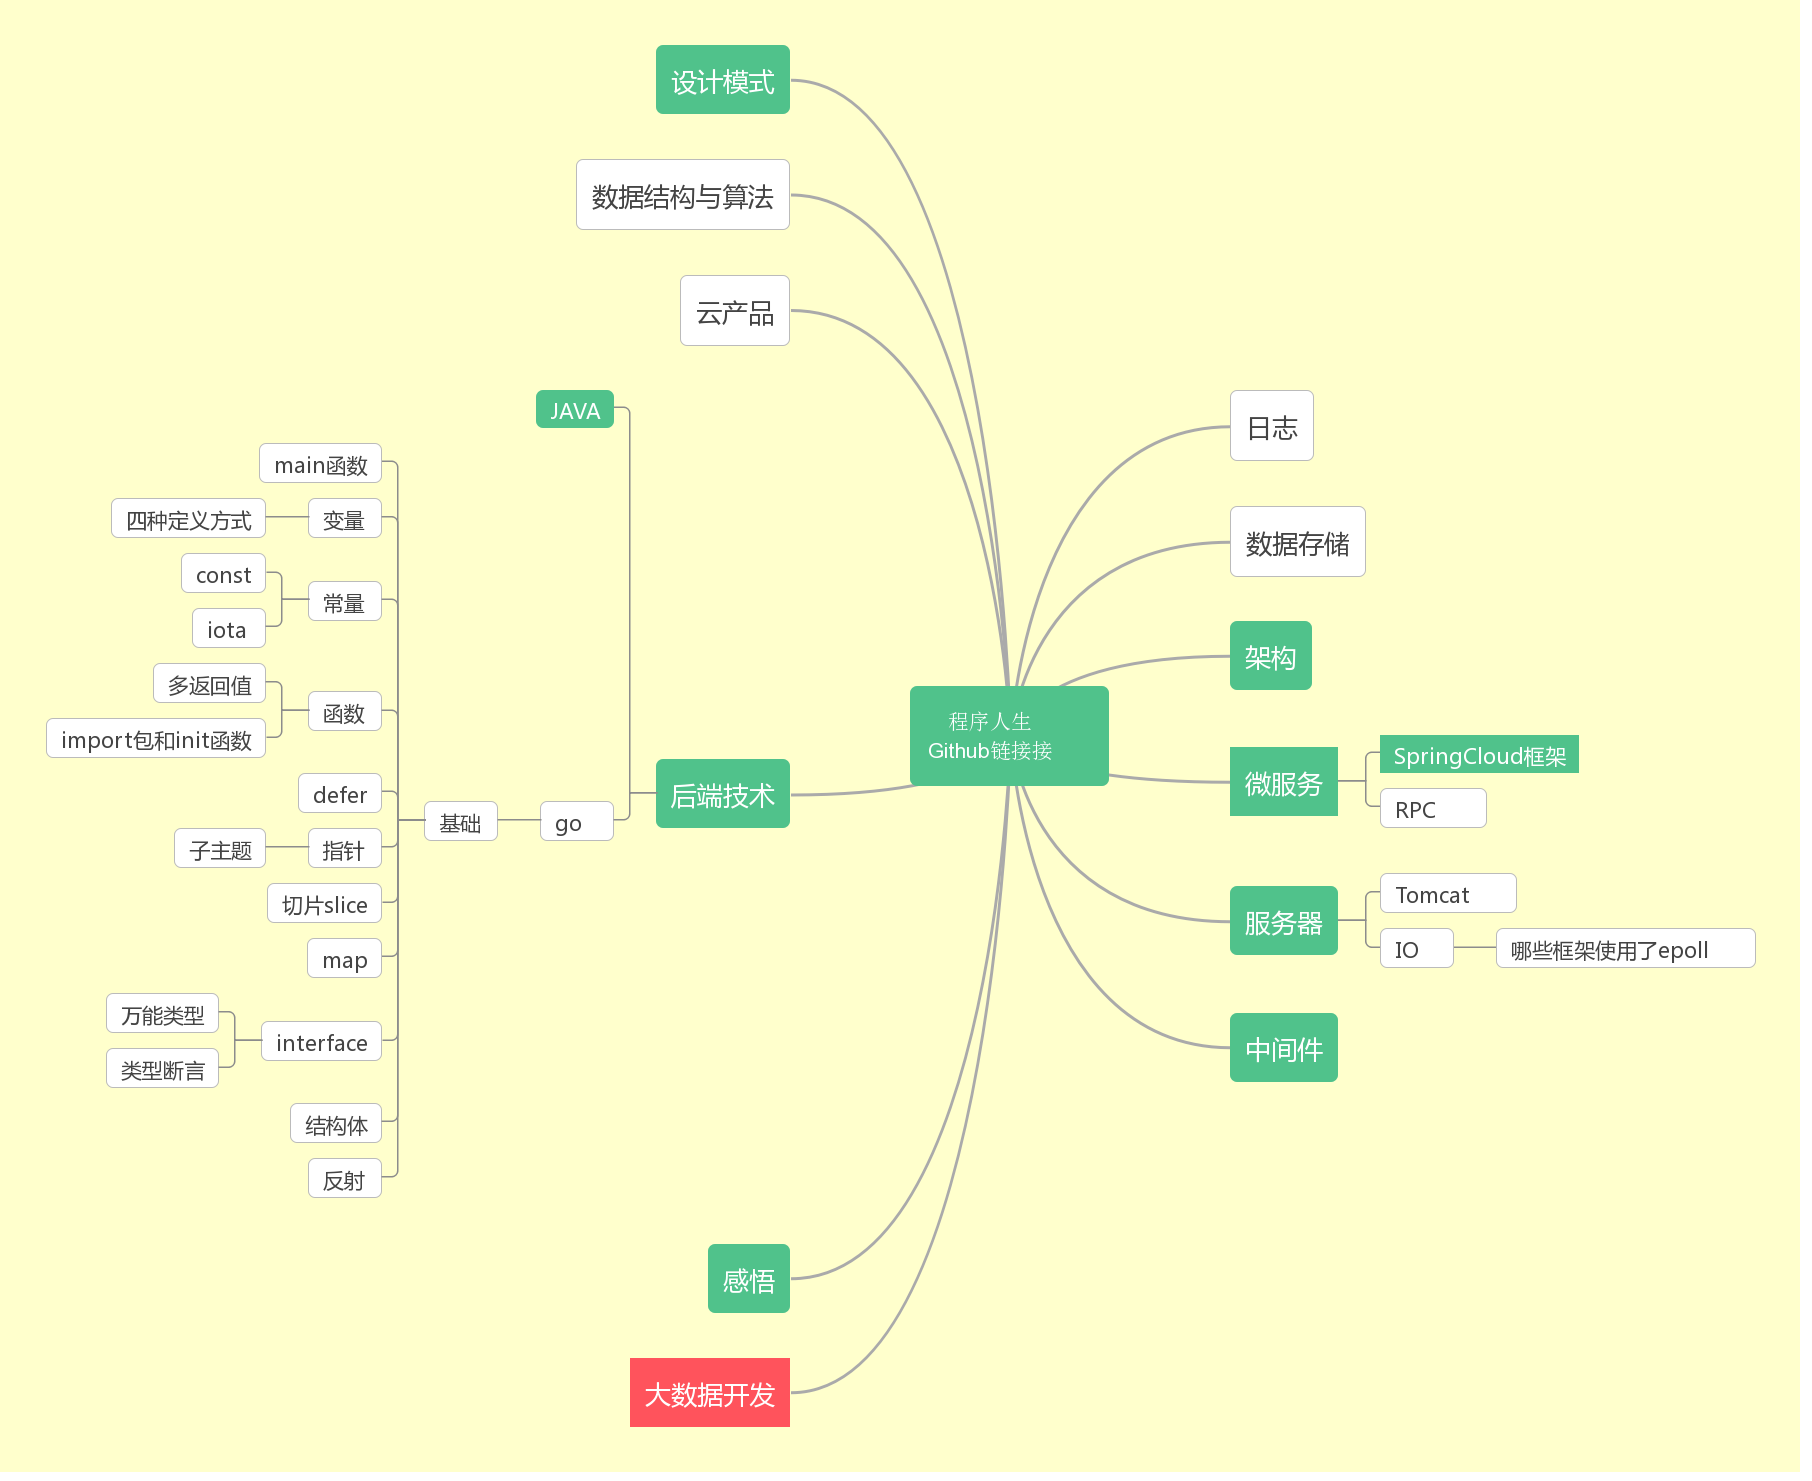 设计模式
数据结构与算法
云产品
JAVA
main函数
四种定义方式
变量
const
常量
iota
多返回值
函数
import包和init函数
defer
基础
go
后端技术
子主题
指针
切片slice
map
万能类型
interface
类型断言
结构体
反射
感悟
大数据开发
程序人生
Github链接接
日志
数据存储
架构
微服务
SpringCloud框架
RPC
服务器
Tomcat
IO
哪些框架使用了epoll
中间件